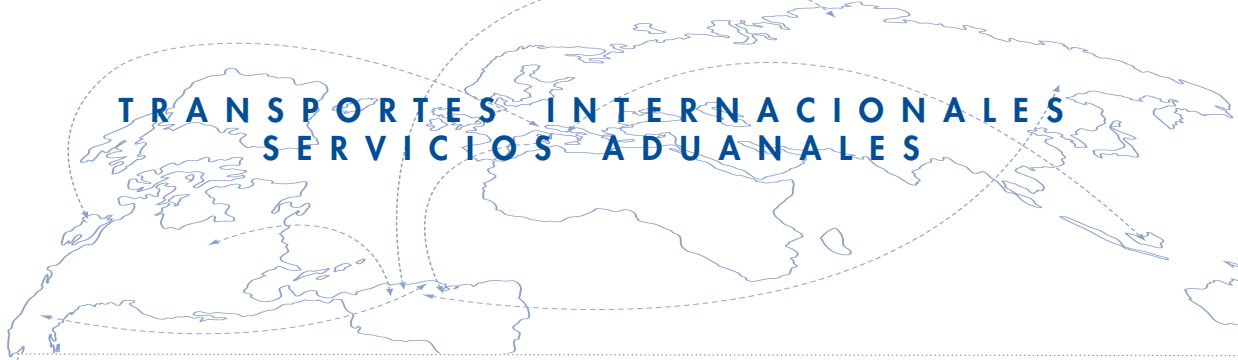 TRANSPORTES INTERNACIONALES
SERVICIOS ADUANALES